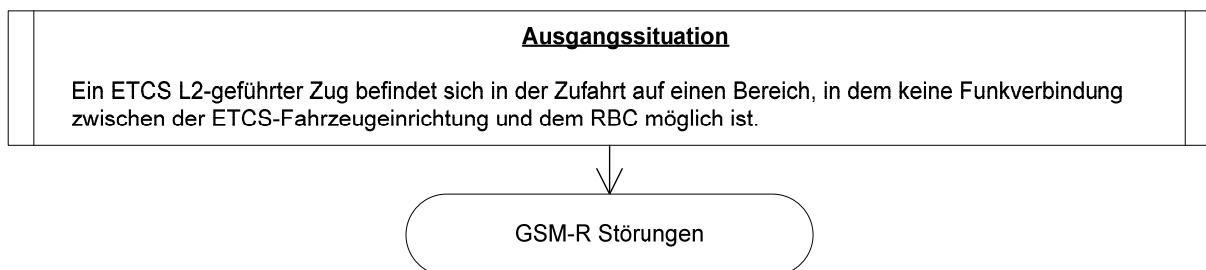 Ausgangssituation
Ein ETCS L2-geführter Zug befindet sich in der Zufahrt auf einen Bereich, in dem keine Funkverbindung
zwischen der ETCS-Fahrzeugeinrichtung und dem RBC möglich ist.
GSM-R Störungen